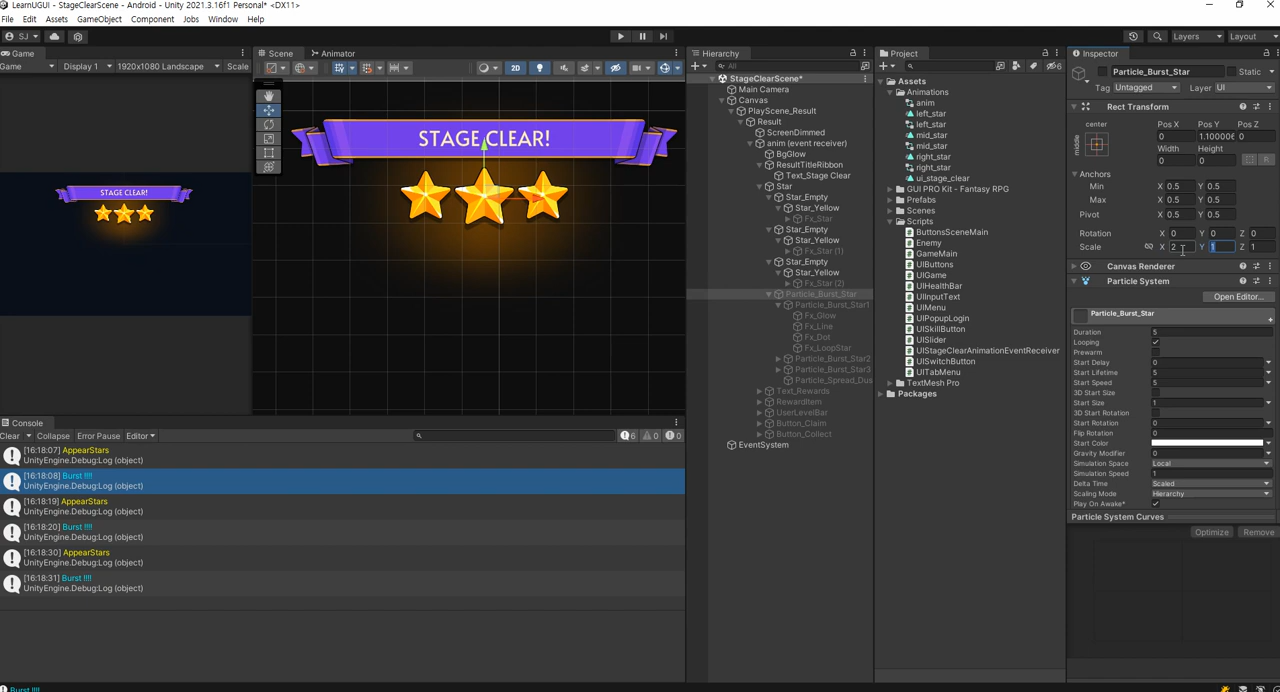 LearnUGUI - StageClearScene - Android - Unity 2021.3.16f1 Personal* <DX11>
File Edit Assets GameObject Component Jobs Window Help
SJ
Layers Layout
Game
Game Display 1 1920x1080 Landscape Scale
STAGE CLEAR!
Scene Animator
2D
STAGE CLEAR!
Hierarchy
All
StageClearScene*
Main Camera
Canvas
PlayScene_Result
Result
ScreenDimmed
anim (event receiver)
BgGlow
ResultTitleRibbon
Text_Stage Clear
Star
Star_Empty
Star_Yellow
Fx_Star
Star_Empty
Star_Yellow
Fx_Star (1)
Star_Empty
Star_Yellow
Fx_Star (2)
Particle_Burst_Star
Particle_Burst_Star1
Fx_Glow
Fx_Line
Fx_Dot
Fx_LoopStar
Particle_Burst_Star2
Particle_Burst_Star3
Particle_Spread_Dus
Text_Rewards
RewardItem
UserLevelBar
Button_Claim
Button_Collect
EventSystem
Project
6
Assets
Animations
anim
left_star
left_star
mid_star
mid_star
right_star
right_star
ui_stage_clear
GUI PRO Kit - Fantasy RPG
Prefabs
Scenes
Scripts
ButtonsSceneMain
Enemy
GameMain
UIButtons
UIGame
UIHealthBar
UIInputText
UIMenu
UIPopupLogin
UISkillButton
UISlider
UIStageClearAnimationEventReceiver
UISwitchButton
UITabMenu
TextMesh Pro
Packages
Inspector
Particle_Burst_Star Static
Tag Untagged Layer UI
Rect Transform
center Pos X Pos Y Pos Z
middle 0 1.10000 0
Width Height
0 0 R
Anchors
Min X 0.5 Y 0.5
Max X 0.5 Y 0.5
Pivot X 0.5 Y 0.5
Rotation X 0 Y 0 Z 0
Scale X 2 Y 1 Z 1
Canvas Renderer
Particle System
Open Editor...
Particle_Burst_Star
Duration 5
Looping
Prewarm
Start Delay 0
Start Lifetime 5
Start Speed 5
3D Start Size
Start Size 1
3D Start Rotation
Start Rotation 0
Flip Rotation 0
Start Color
Gravity Modifier 0
Simulation Space Local
Simulation Speed 1
Delta Time Scaled
Scaling Mode Hierarchy
Play On Awake*
Particle System Curves
Optimize Remove
Console
Clear Collapse Error Pause Editor 6 0 0
[16:18:07] AppearStars
UnityEngine.Debug:Log (object)
[16:18:08] Burst !!!!
UnityEngine.Debug:Log (object)
[16:18:19] AppearStars
UnityEngine.Debug:Log (object)
[16:18:20] Burst !!!!
UnityEngine.Debug:Log (object)
[16:18:30] AppearStars
UnityEngine.Debug:Log (object)
[16:18:31] Burst !!!!
UnityEngine.Debug:Log (object)
Burst !!!!